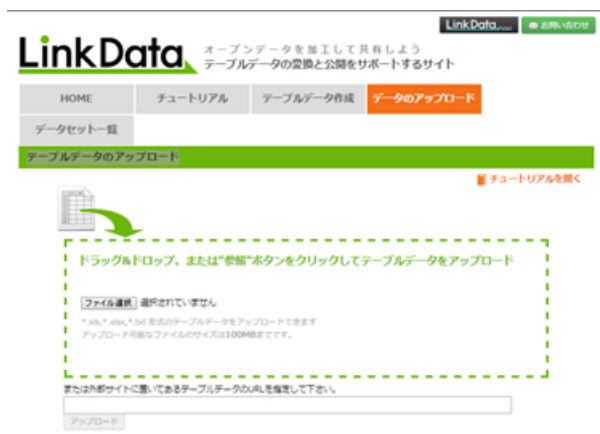 LinkData
お問い合わせ
LinkData
オープンデータを加工して共有しよう
テーブルデータの変換と公開をサポートするサイト
HOME チュートリアル テーブルデータ作成 データのアップロード
データセット一覧
テーブルデータのアップロード
チュートリアルを開く
ドラッグ&ドロップ、または"参照"ボタンをクリックしてテーブルデータをアップロード
ファイル選択 選択されていません
*.xls,*.xlsx,*.txt 形式のテーブルデータをアップロードできます
アップロード可能なファイルのサイズは100MBまでです。
または外部サイトに置いてあるテーブルデータのURLを指定して下さい。
アップロード